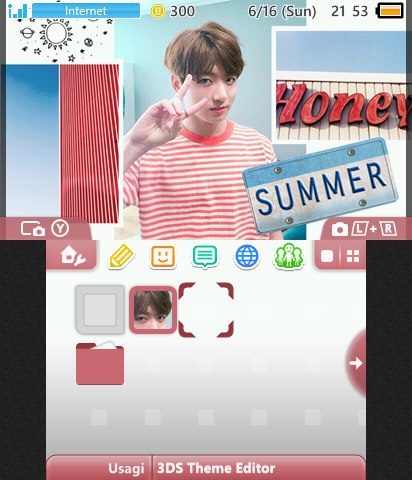 Internet
300
6/16 (Sun)
21 53
Honey
SUMMER
Y
L+R
Usagi
3DS Theme Editor